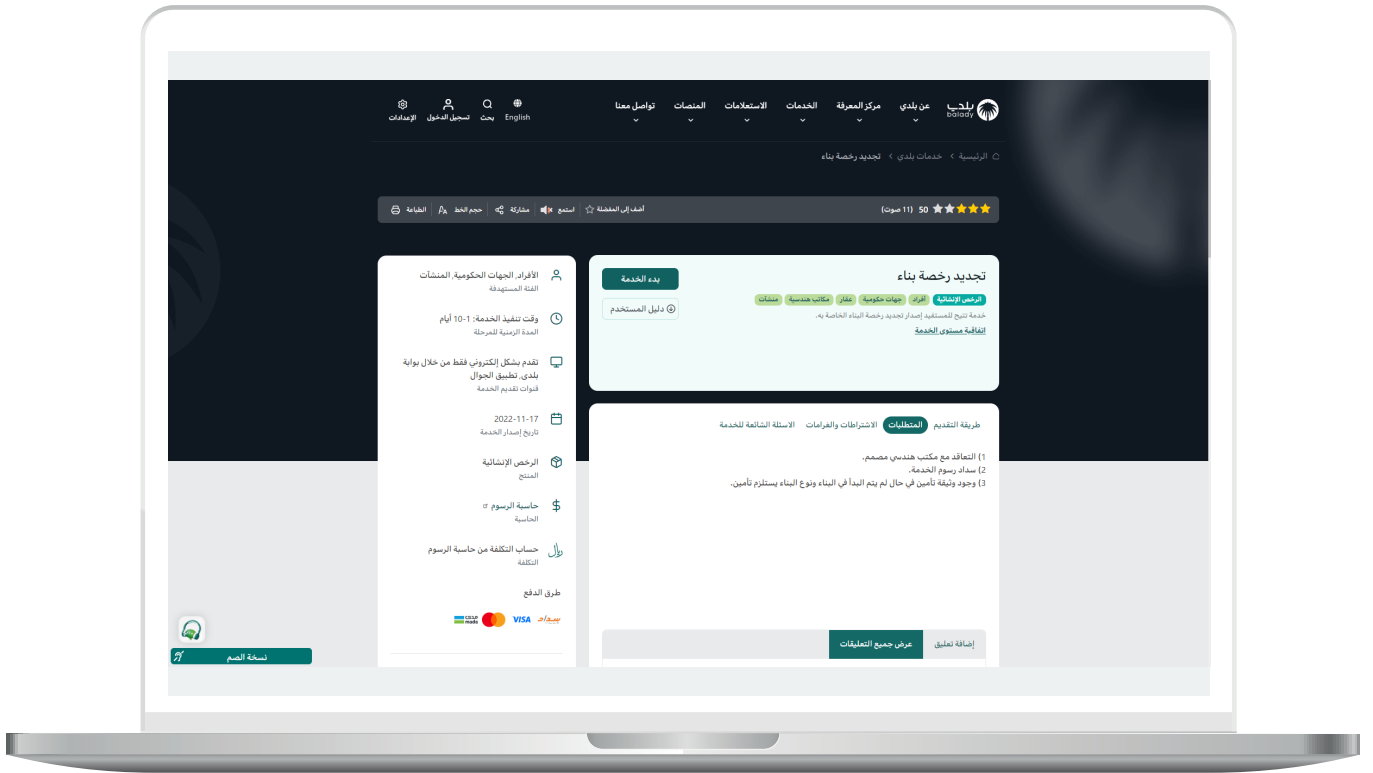 بلدي
balady
عن بلدي
مركز المعرفة
الخدمات
الاستعلامات
المنصات
تواصل معنا
English
بحث
تسجيل الدخول
الإعدادات
الرئيسية
خدمات بلدي
تجديد رخصة بناء
50 (11 صوت)
أضف إلى المفضلة
استمع
مشاركة
حجم الخط
الطباعة
تجديد رخصة بناء
بدء الخدمة
دليل المستخدم
الرخص الإنشائية
أفراد
جهات حكومية
عقار
مكاتب هندسية
منشآت
خدمة تتيح للمستفيد إصدار تجديد رخصة البناء الخاصة به.
اتفاقية مستوى الخدمة
طريقة التقديم
المتطلبات
الاشتراطات والغرامات
الاسئلة الشائعة للخدمة
1) التعاقد مع مكتب هندسي مصمم.
2) سداد رسوم الخدمة.
3) وجود وثيقة تأمين في حال لم يتم البدأ في البناء ونوع البناء يستلزم تأمين.
إضافة تعليق
عرض جميع التعليقات
الأفراد, الجهات الحكومية, المنشآت
الفئة المستهدفة
وقت تنفيذ الخدمة: 1-10 أيام
المدة الزمنية للمرحلة
تقدم بشكل إلكتروني فقط من خلال بوابة
بلدي, تطبيق الجوال
قنوات تقديم الخدمة
2022-11-17
تاريخ إصدار الخدمة
الرخص الإنشائية
المنتج
حاسبة الرسوم
الحاسبة
حساب التكلفة من حاسبة الرسوم
التكلفة
طرق الدفع
سداد
VISA
mada
نسخة الصم